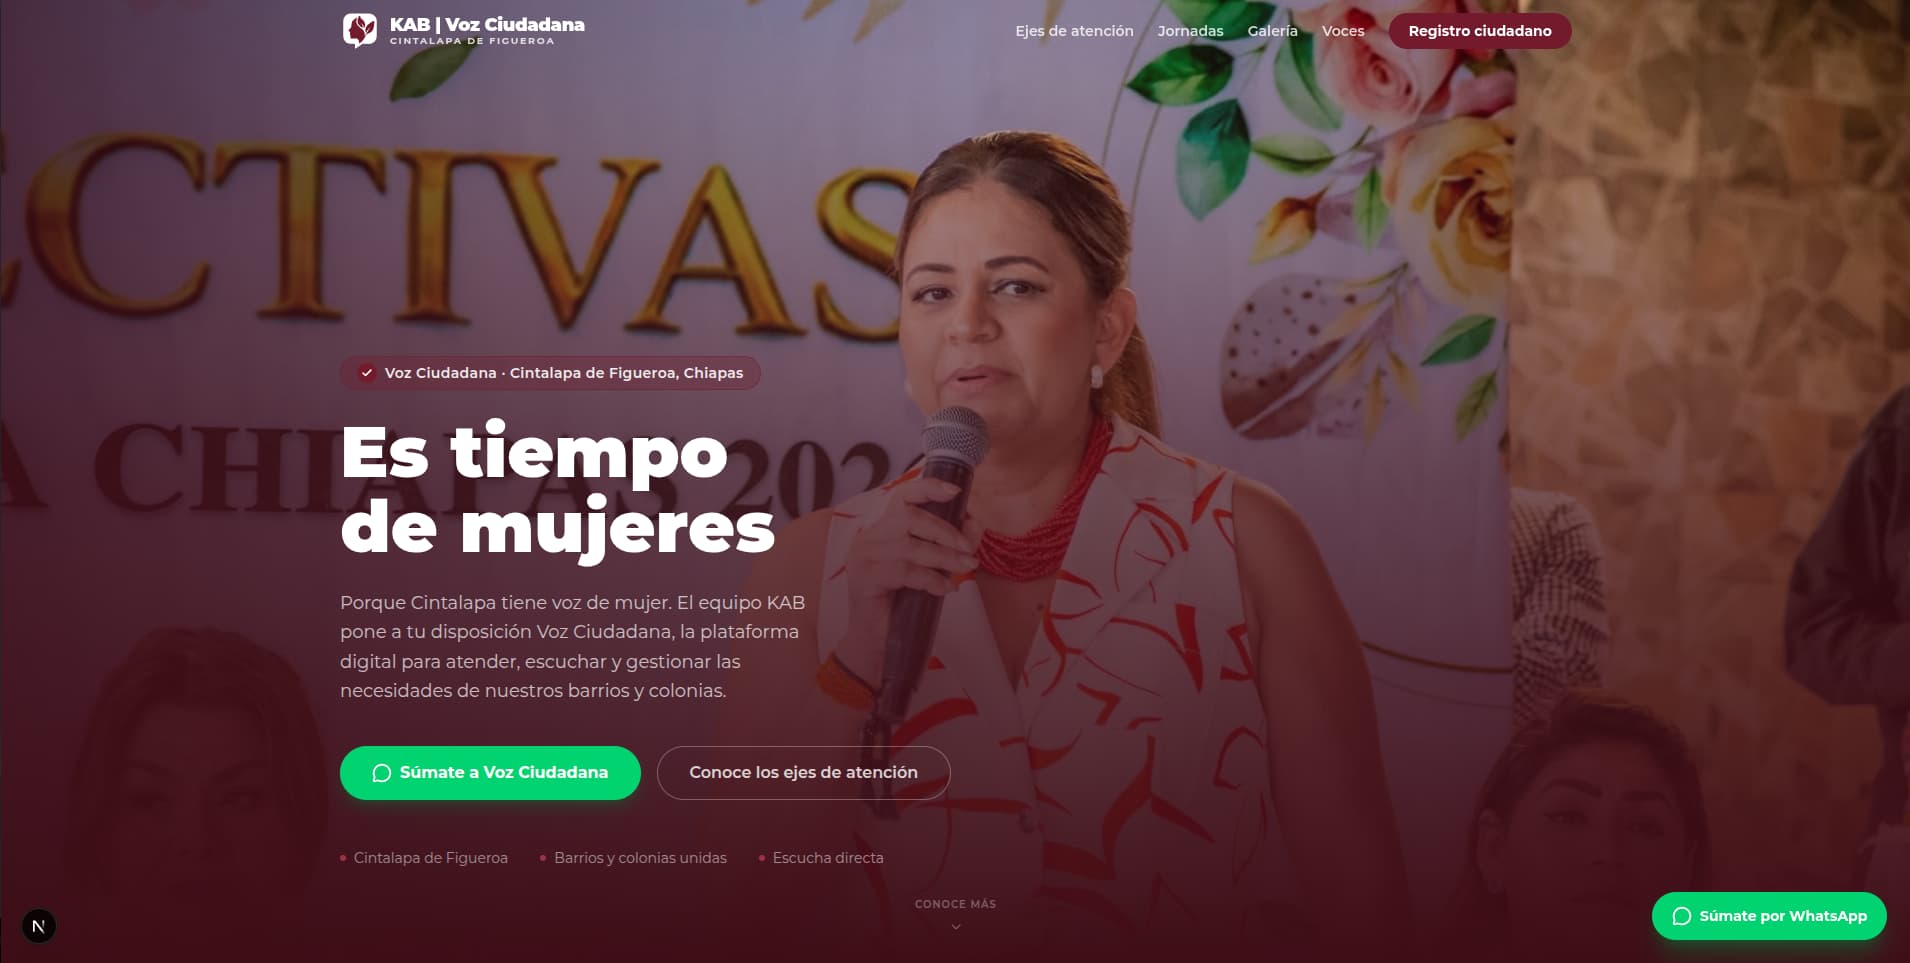 KAB | Voz Ciudadana
CINTALAPA DE FIGUEROA
Ejes de atención
Jornadas
Galería
Voces
Registro ciudadano
CTIVAS
Voz Ciudadana · Cintalapa de Figueroa, Chiapas
A CHIAPAS 202
Es tiempo
de mujeres
Porque Cintalapa tiene voz de mujer. El equipo KAB
pone a tu disposición Voz Ciudadana, la plataforma
digital para atender, escuchar y gestionar las
necesidades de nuestros barrios y colonias.
Súmate a Voz Ciudadana
Conoce los ejes de atención
Cintalapa de Figueroa
Barrios y colonias unidas
Escucha directa
CONOCE MÁS
N
Súmate por WhatsApp